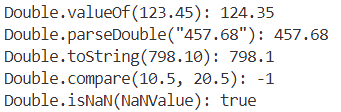 Double.valueOf(123.45): 124.35
Double.parseDouble("457.68"): 457.68
Double.toString(798.10): 798.1
Double.compare(10.5, 20.5): -1
Double.isNaN(NaNValue): true